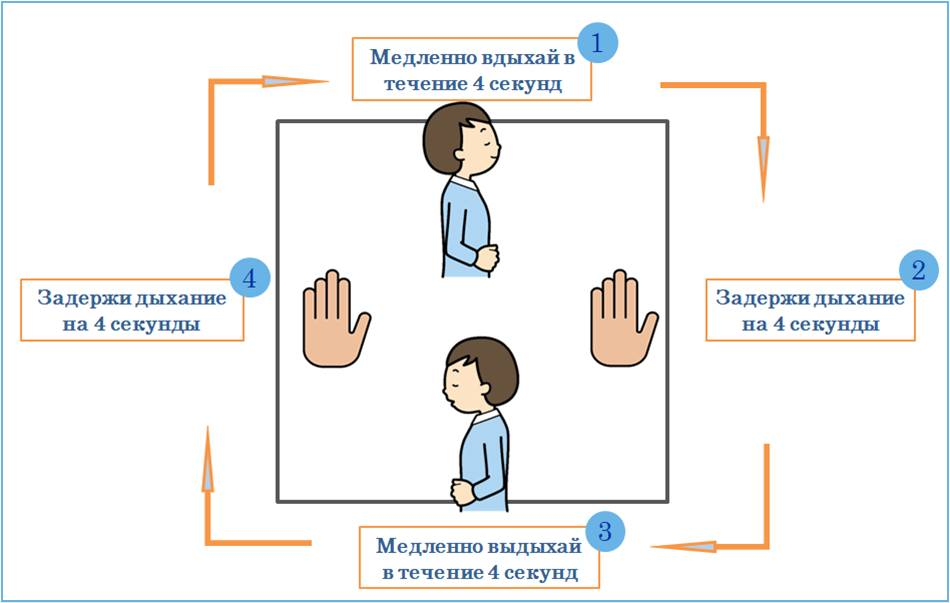 1
Медленно вдыхай в
течение 4 секунд
2
Задержи дыхание
на 4 секунды
3
Медленно выдыхай
в течение 4 секунд
4
Задержи дыхание
на 4 секунды